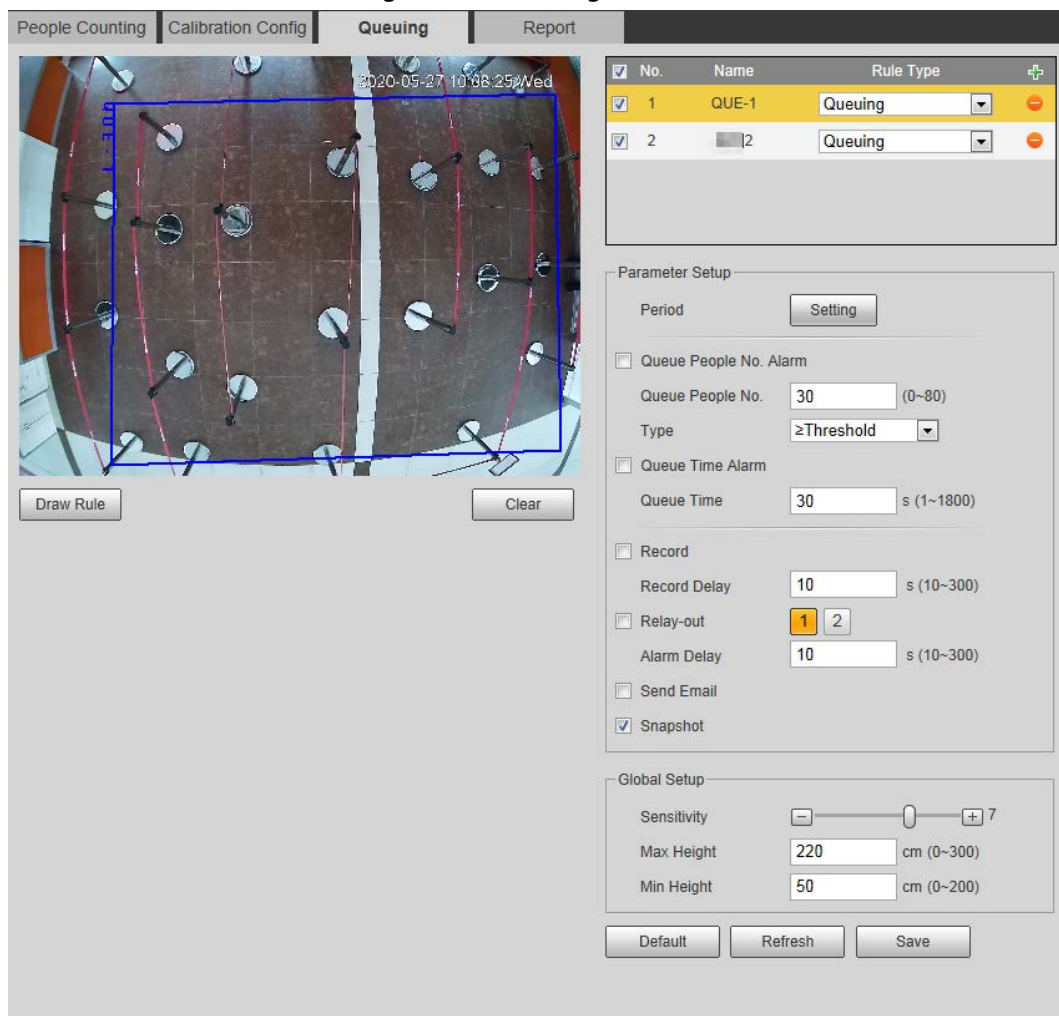 People Counting Calibration Config Queuing Report
2020-05-27 10:08:25 Wed
QUE-1
No. Name Rule Type
1 QUE-1 Queuing
2 2 Queuing
Parameter Setup
Period Setting
Queue People No. Alarm
Queue People No. 30 (0~80)
Type ≥Threshold
Queue Time Alarm
Queue Time 30 s (1~1800)
Draw Rule Clear
Record
Record Delay 10 s (10~300)
Relay-out 1 2
Alarm Delay 10 s (10~300)
Send Email
Snapshot
Global Setup
Sensitivity 7
Max Height 220 cm (0~300)
Min Height 50 cm (0~200)
Default Refresh Save